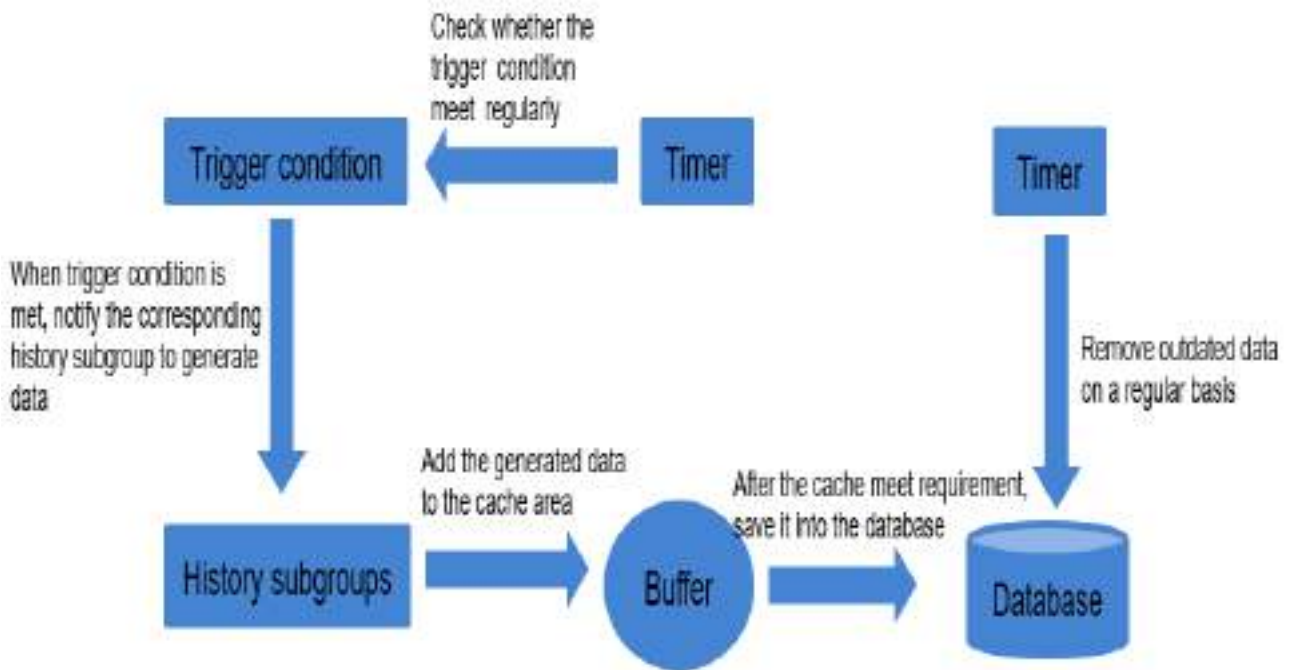 Check whether the
trigger condition
meet regularly
Trigger condition
Timer
Timer
When trigger condition is
met, notify the corresponding
history subgroup to generate
data
Remove outdated data
on a regular basis
Add the generated data
to the cache area
After the cache meet requirement,
save it into the database
History subgroups
Buffer
Database